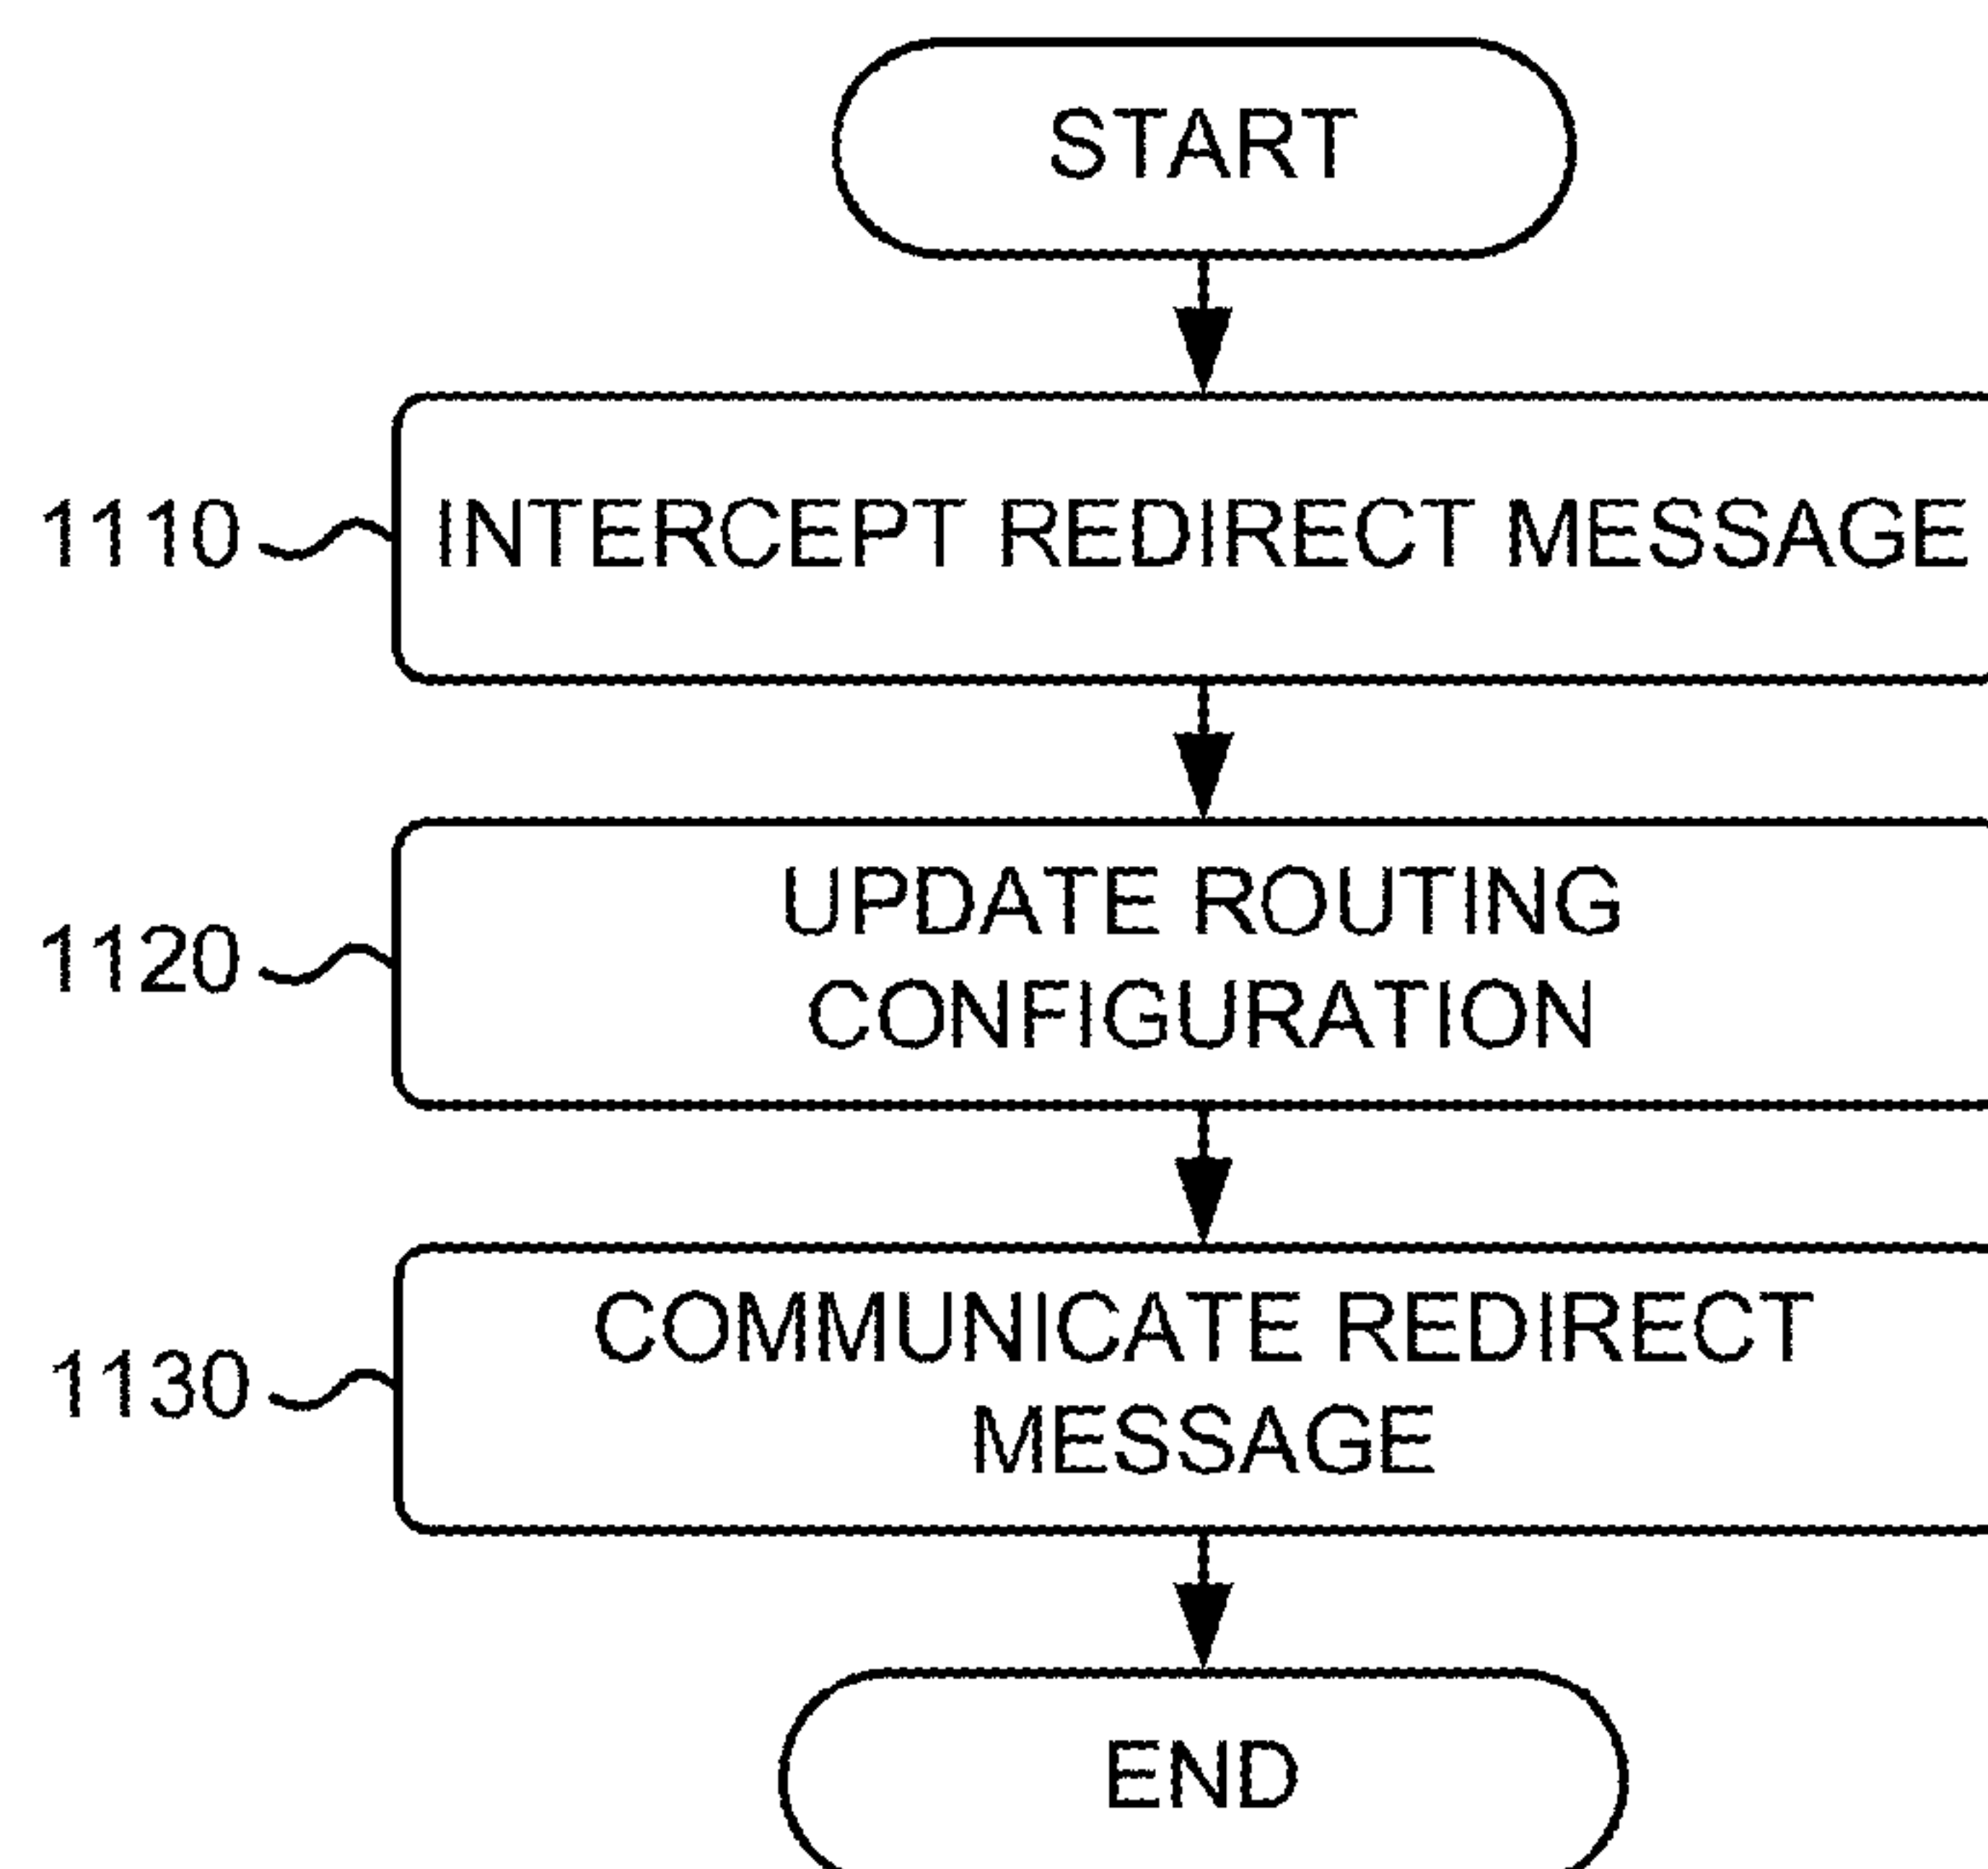 START
1110
INTERCEPT REDIRECT MESSAGE
1120
UPDATE ROUTING
CONFIGURATION
1130
COMMUNICATE REDIRECT
MESSAGE
END